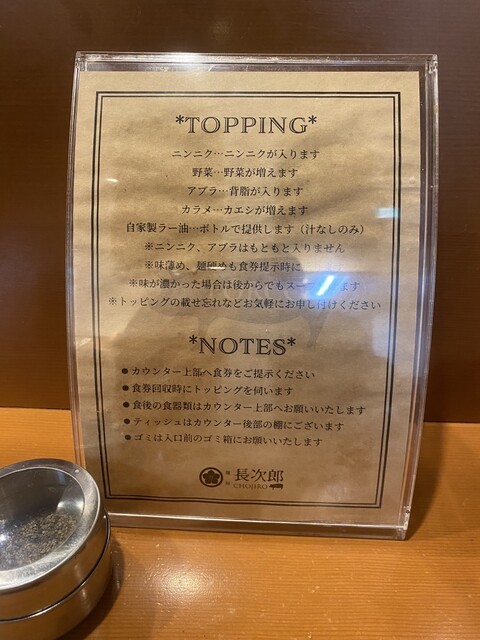 *TOPPING*
ニンニク…ニンニクが入ります
野菜…野菜が増えます
アブラ…背脂が入ります
カラメ…カエシが増えます
自家製ラー油…ボトルで提供します（汁なしのみ）
※ニンニク、アブラはもともと入りません
※味薄め、麺硬めも食券提示時に
※味が濃かった場合は後からでもスー ます
※トッピングの載せ忘れなどお気軽にお申し付けください
*NOTES*
●カウンター上部へ食券をご提示ください
●食券回収時にトッピングを伺います
●食後の食器類はカウンター上部へお願いいたします
●ティッシュはカウンター後部の棚にございます
●ゴミは入口前のゴミ箱にお願いいたします
長次郎
CHOJIRO